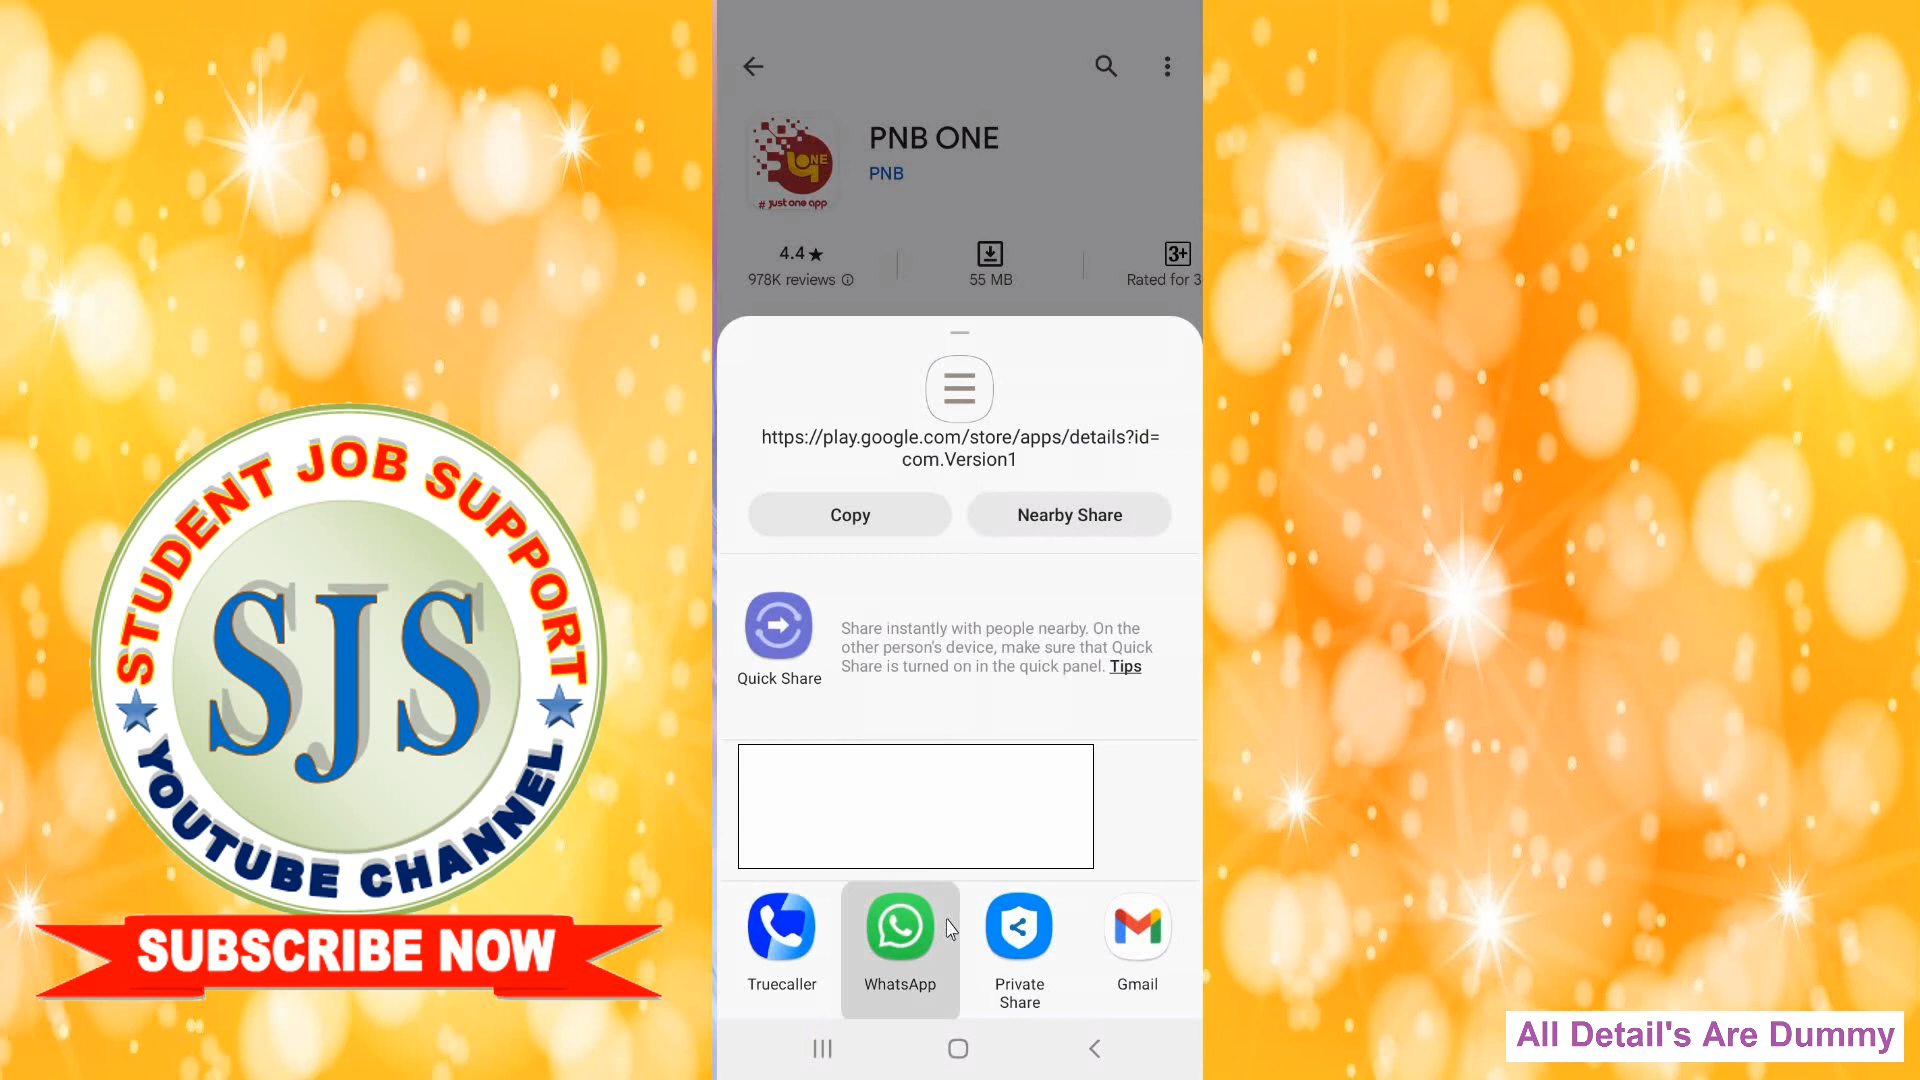 STUDENT JOB SUPPORT
SJS
YOUTUBE CHANNEL
SUBSCRIBE NOW
PNB ONE
PNB
ONE
# just one app
4.4★
978K reviews
55 MB
3+
Rated for 3
https://play.google.com/store/apps/details?id=
com.Version1
Copy
Nearby Share
Quick Share
Share instantly with people nearby. On the
other person's device, make sure that Quick
Share is turned on in the quick panel. Tips
Truecaller
WhatsApp
Private
Share
Gmail
All Detail's Are Dummy